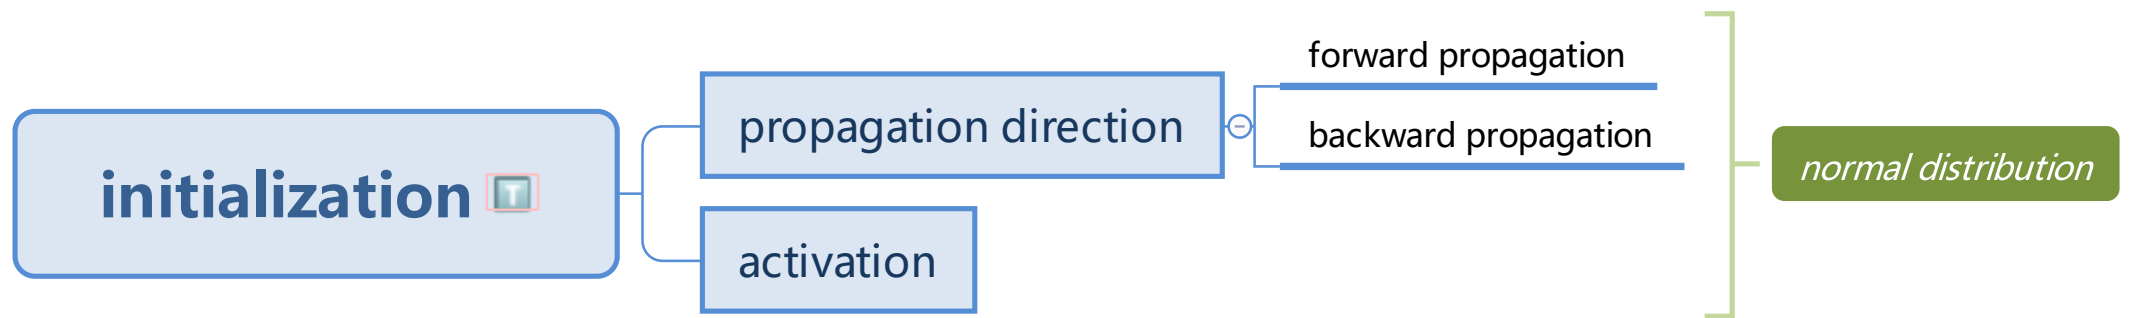 initialization
T
propagation direction
forward propagation
backward propagation
activation
normal distribution